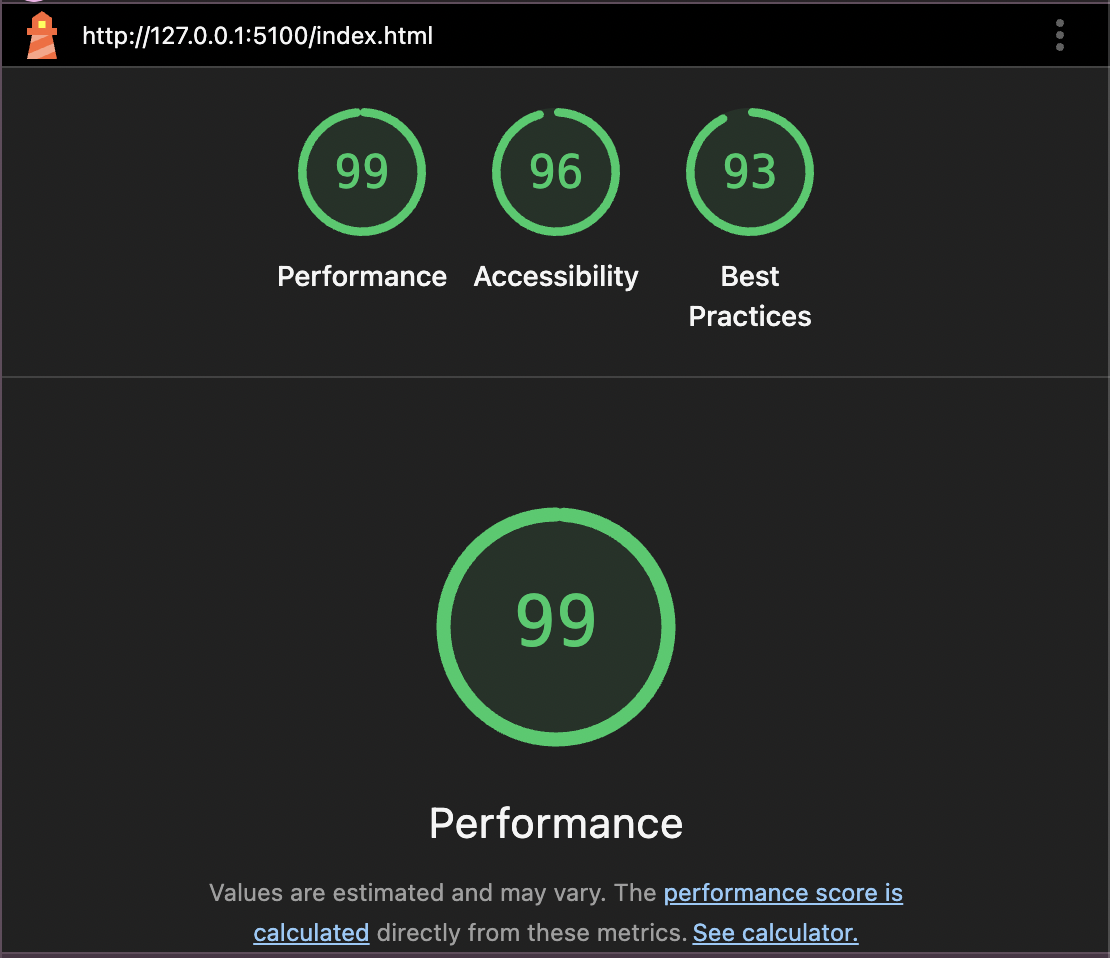 http://127.0.0.1:5100/index.html
99
96
93
Performance
Accessibility
Best
Practices
99
Performance
Values are estimated and may vary. The performance score is
calculated directly from these metrics. See calculator.